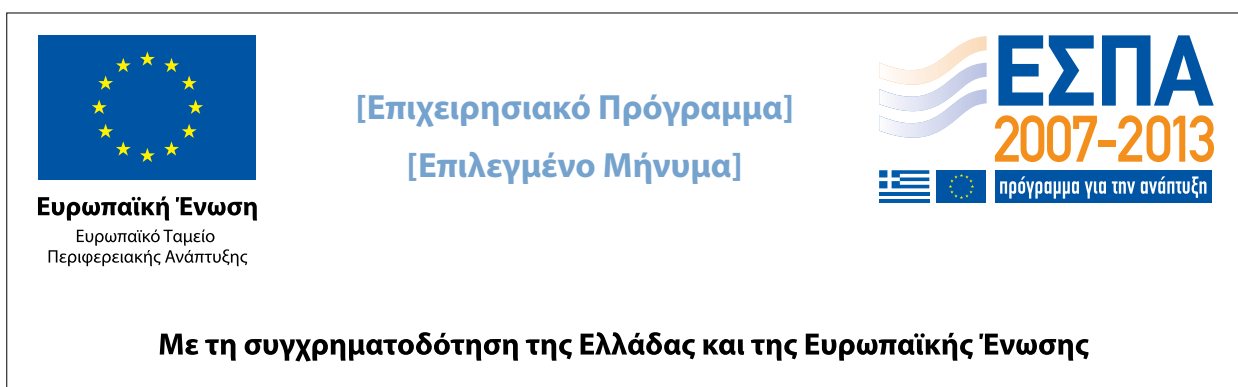 [Επιχειρησιακό Πρόγραμμα]
[Επιλεγμένο Μήνυμα]
ΕΣΠΑ
2007-2013
πρόγραμμα για την ανάπτυξη
Ευρωπαϊκή Ένωση
Ευρωπαϊκό Ταμείο
Περιφερειακής Ανάπτυξης
Με τη συγχρηματοδότηση της Ελλάδας και της Ευρωπαϊκής Ένωσης